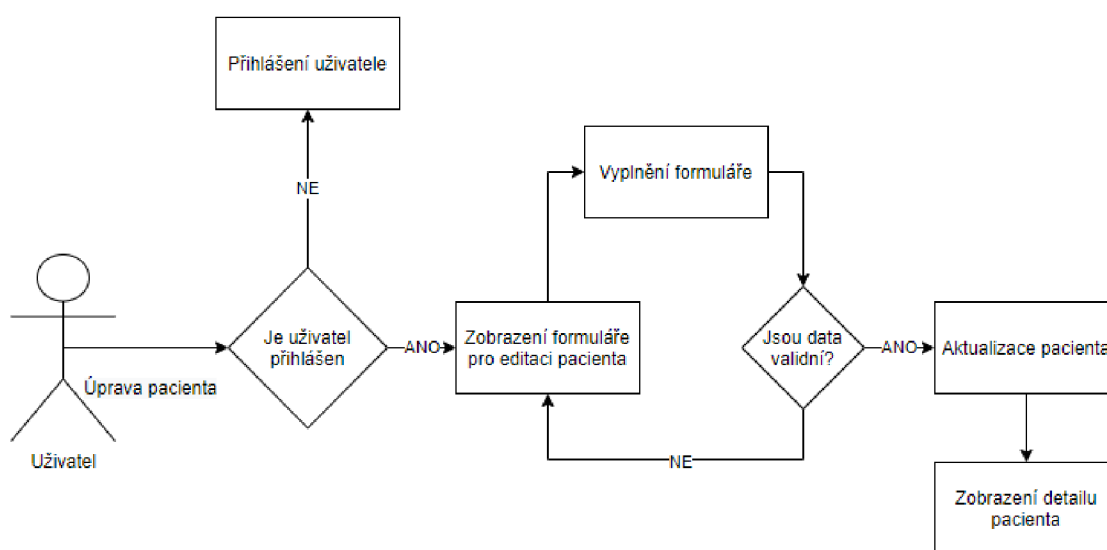 Přihlášení uživatele
NE
Vyplnění formuláře
Je uživatel
přihlášen
ANO
Zobrazení formuláře
pro editaci pacienta
Jsou data
validní?
ANO
Aktualizace pacienta
Úprava pacienta
Uživatel
NE
Zobrazení detailu
pacienta